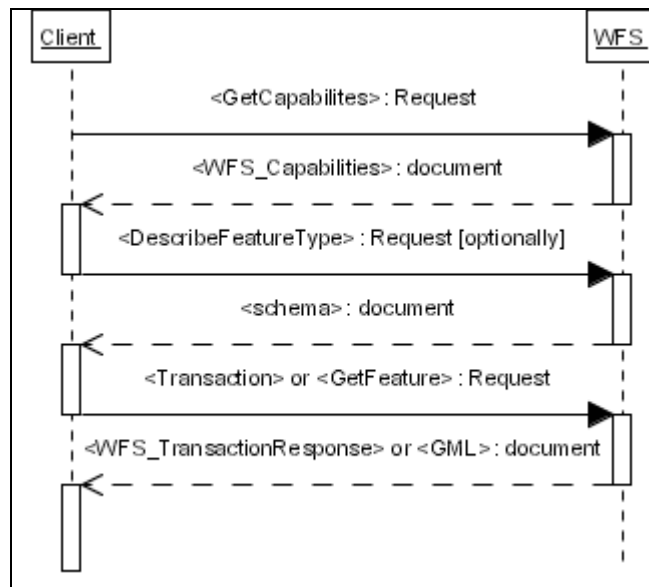 Client
WFS
<GetCapabilites> : Request
<WFS_Capabilities> : document
<DescribeFeatureType> : Request [optionally]
<schema> : document
<Transaction> or <GetFeature> : Request
<WFS_TransactionResponse> or <GML> : document